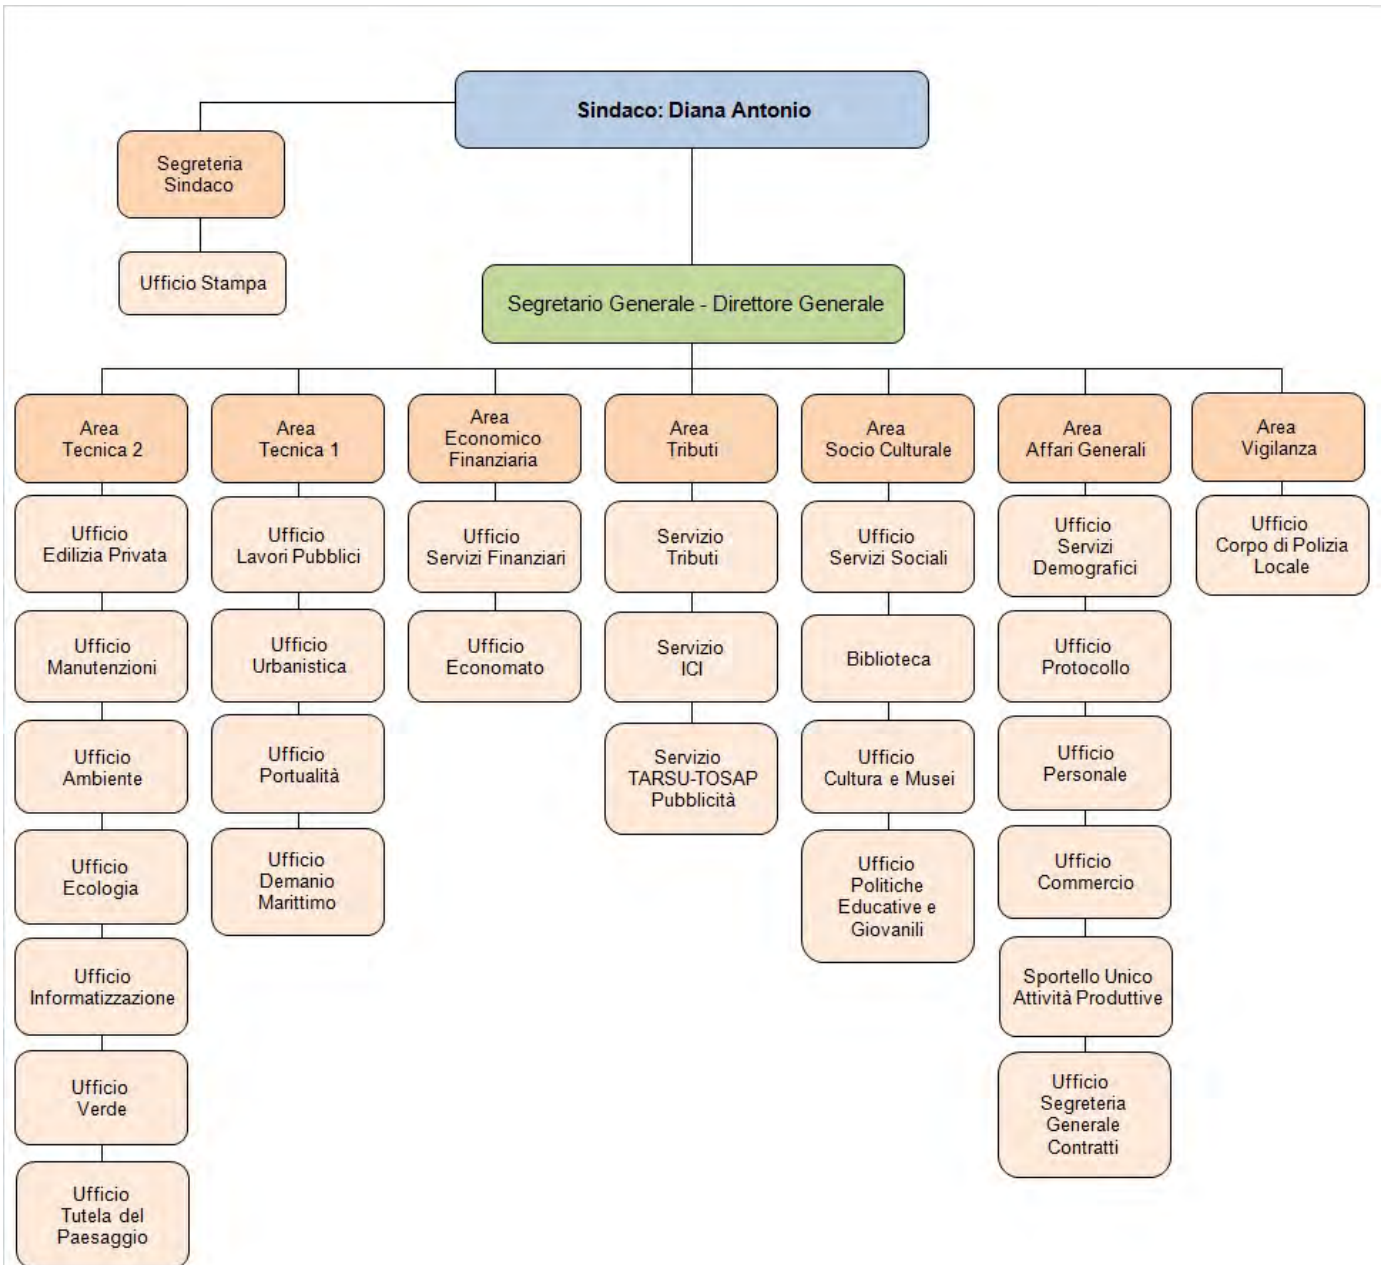 Sindaco: Diana Antonio
Segreteria
Sindaco
Ufficio Stampa
Segretario Generale - Direttore Generale
Area
Tecnica 2
Ufficio
Edilizia Privata
Ufficio
Manutenzioni
Ufficio
Ambiente
Ufficio
Ecologia
Ufficio
Informatizzazione
Ufficio
Verde
Ufficio
Tutela del
Paesaggio
Area
Tecnica 1
Ufficio
Lavori Pubblici
Ufficio
Urbanistica
Ufficio
Portualità
Ufficio
Demanio
Marittimo
Area
Economico
Finanziaria
Ufficio
Servizi Finanziari
Ufficio
Economato
Area
Tributi
Servizio
Tributi
Servizio
ICI
Servizio
TARSU-TOSAP
Pubblicità
Area
Socio Culturale
Ufficio
Servizi Sociali
Biblioteca
Ufficio
Cultura e Musei
Ufficio
Politiche
Educative e
Giovanili
Area
Affari Generali
Ufficio
Servizi
Demografici
Ufficio
Protocollo
Ufficio
Personale
Ufficio
Commercio
Sportello Unico
Attività Produttive
Ufficio
Segreteria
Generale
Contratti
Area
Vigilanza
Ufficio
Corpo di Polizia
Locale